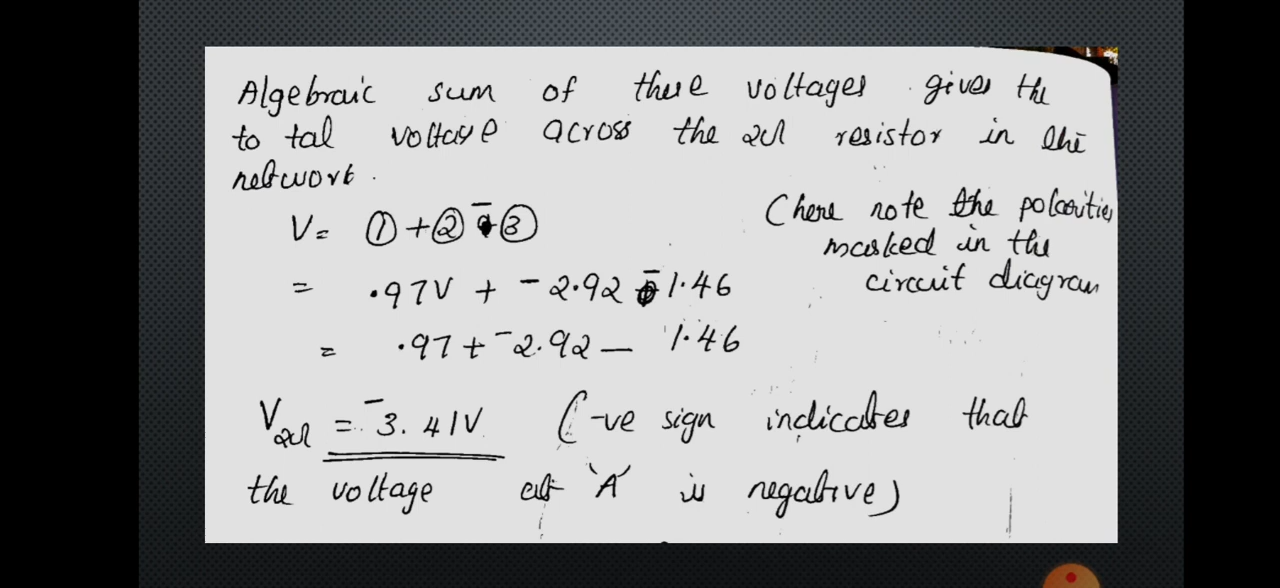 Algebraic sum of these voltages gives the
total voltage across the 2Ω resistor in the
network.
V = ① + ② - ③
(here note the polarities
marked in the
circuit diagram
= .97V + -2.92 - 1.46
= .97 + -2.92 - 1.46
V2Ω = -3.41V (-ve sign indicates that
the voltage at 'A' is negative)